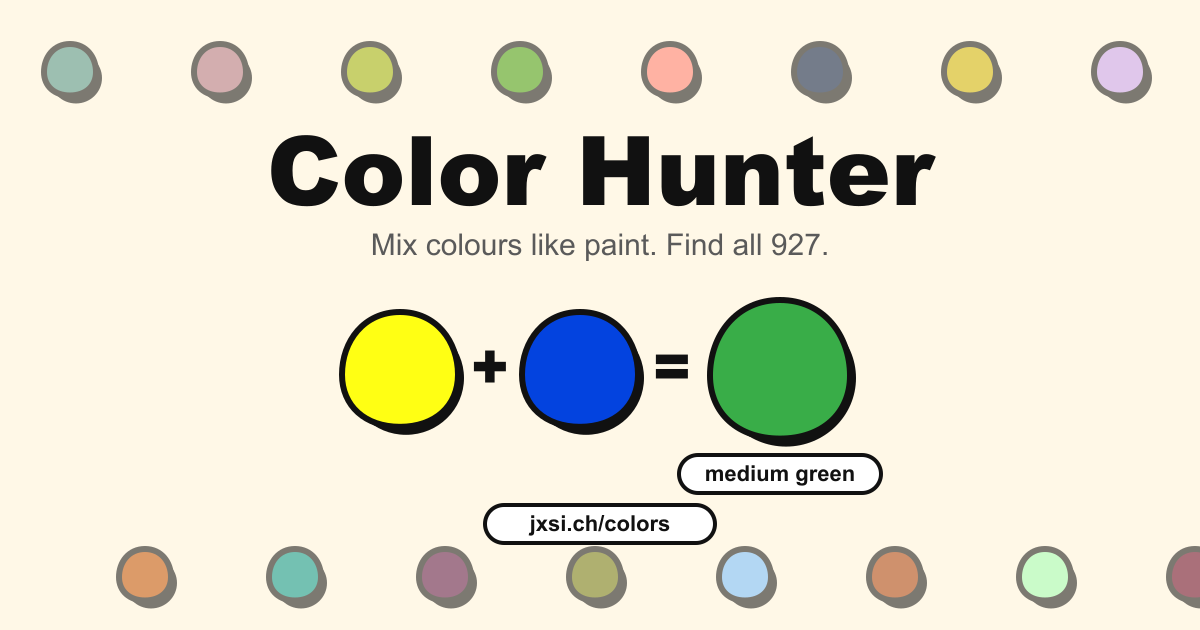 Color Hunter
Mix colours like paint. Find all 927.
+ =
medium green
jxsi.ch/colors